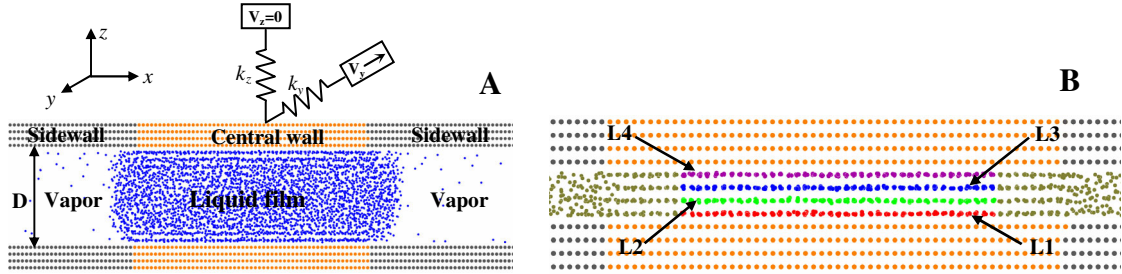 V_z=0
z
k_z
k_y
V_y
x
y
A
Sidewall
Central wall
Sidewall
D
Vapor
Liquid film
Vapor
B
L4
L3
L2
L1